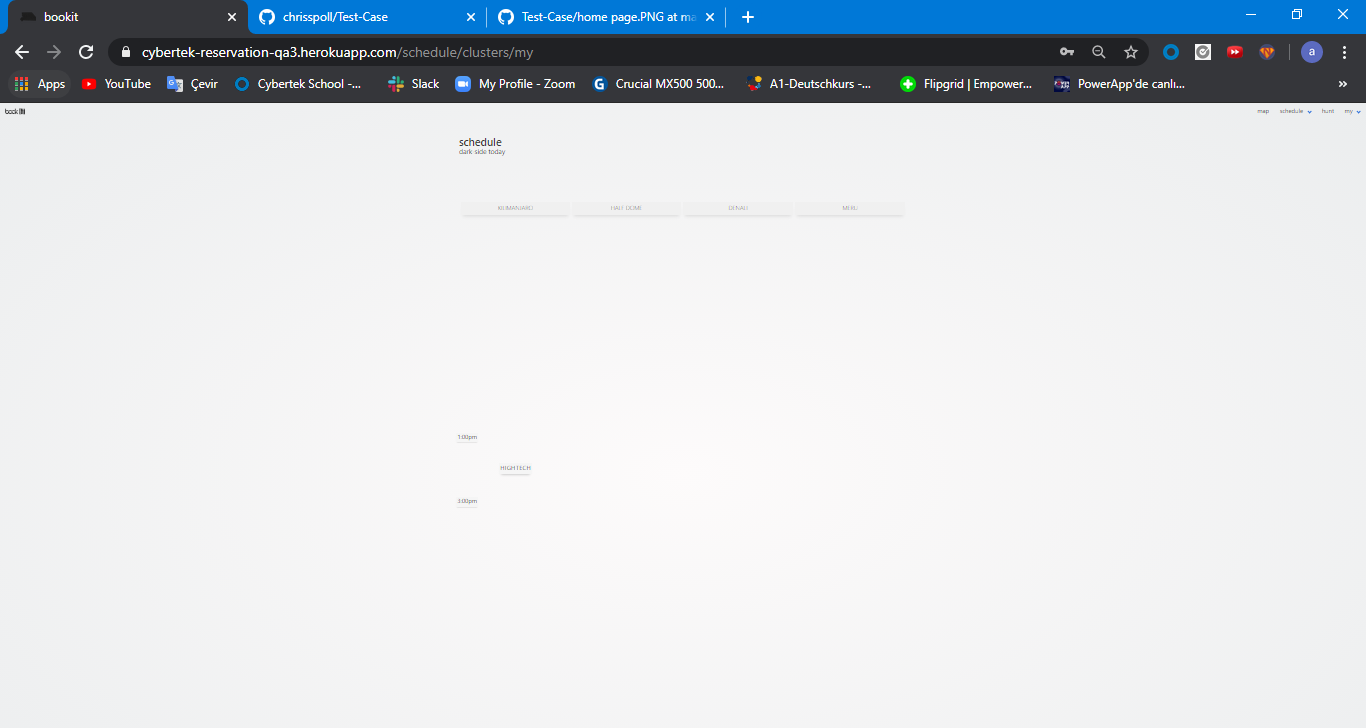 bookit
chrisspoll/Test-Case
Test-Case/home page.PNG at ma
cybertek-reservation-qa3.herokuapp.com/schedule/clusters/my
a
Apps YouTube Çevir Cybertek School -... Slack My Profile - Zoom Crucial MX500 500... A1-Deutschkurs -... Flipgrid | Empower... PowerApp'de canlı... »
book it
map schedule hunt my
schedule
dark side today
KILIMANJARO HALF DOME DENALI MERU
1:00pm
HIGHTECH
3:00pm